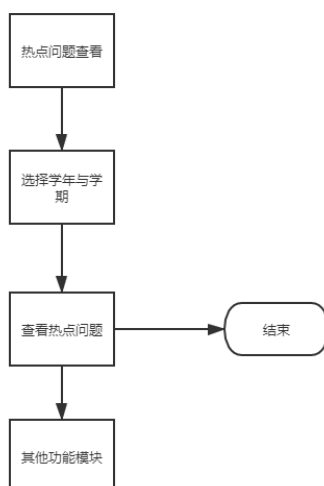 热点问题查看
选择学年与学
期
查看热点问题
结束
其他功能模块